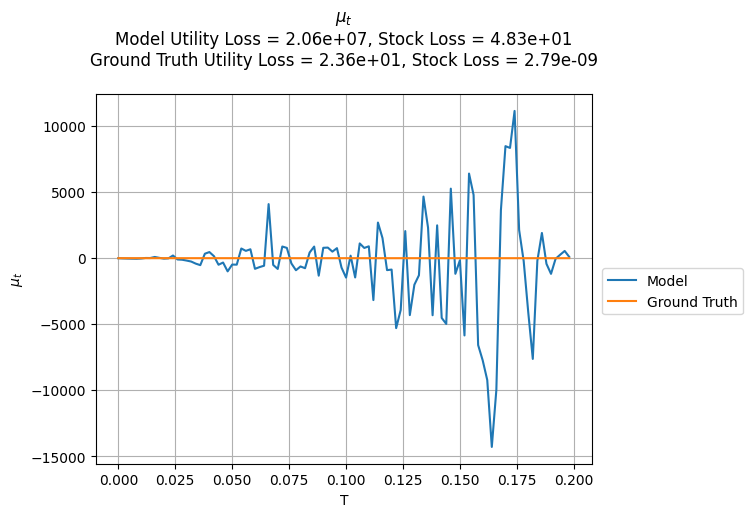 μ_t
Model Utility Loss = 2.06e+07, Stock Loss = 4.83e+01
Ground Truth Utility Loss = 2.36e+01, Stock Loss = 2.79e-09
10000
5000
0
−5000
−10000
−15000
μ_t
0.000 0.025 0.050 0.075 0.100 0.125 0.150 0.175 0.200
T
Model
Ground Truth